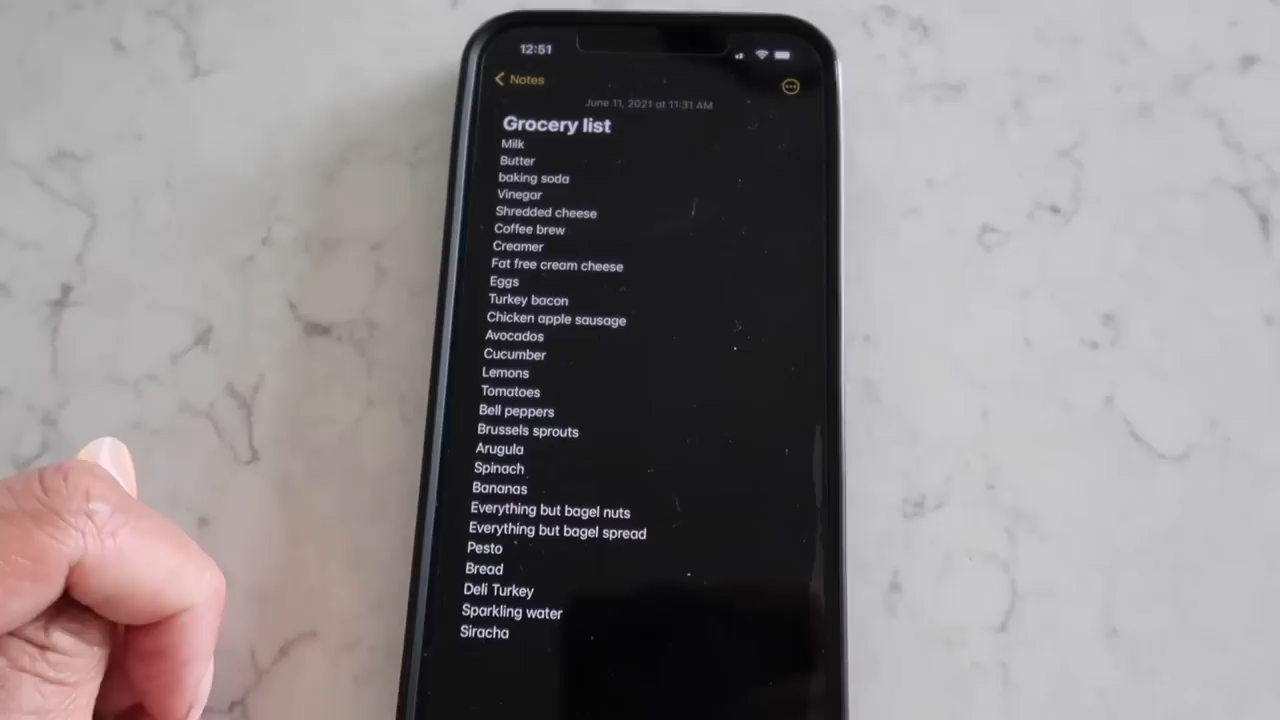 12:51
Notes
June 11, 2021 at 11:31 AM
Grocery list
Milk
Butter
baking soda
Vinegar
Shredded cheese
Coffee brew
Creamer
Fat free cream cheese
Eggs
Turkey bacon
Chicken apple sausage
Avocados
Cucumber
Lemons
Tomatoes
Bell peppers
Brussels sprouts
Arugula
Spinach
Bananas
Everything but bagel nuts
Everything but bagel spread
Pesto
Bread
Deli Turkey
Sparkling water
Siracha